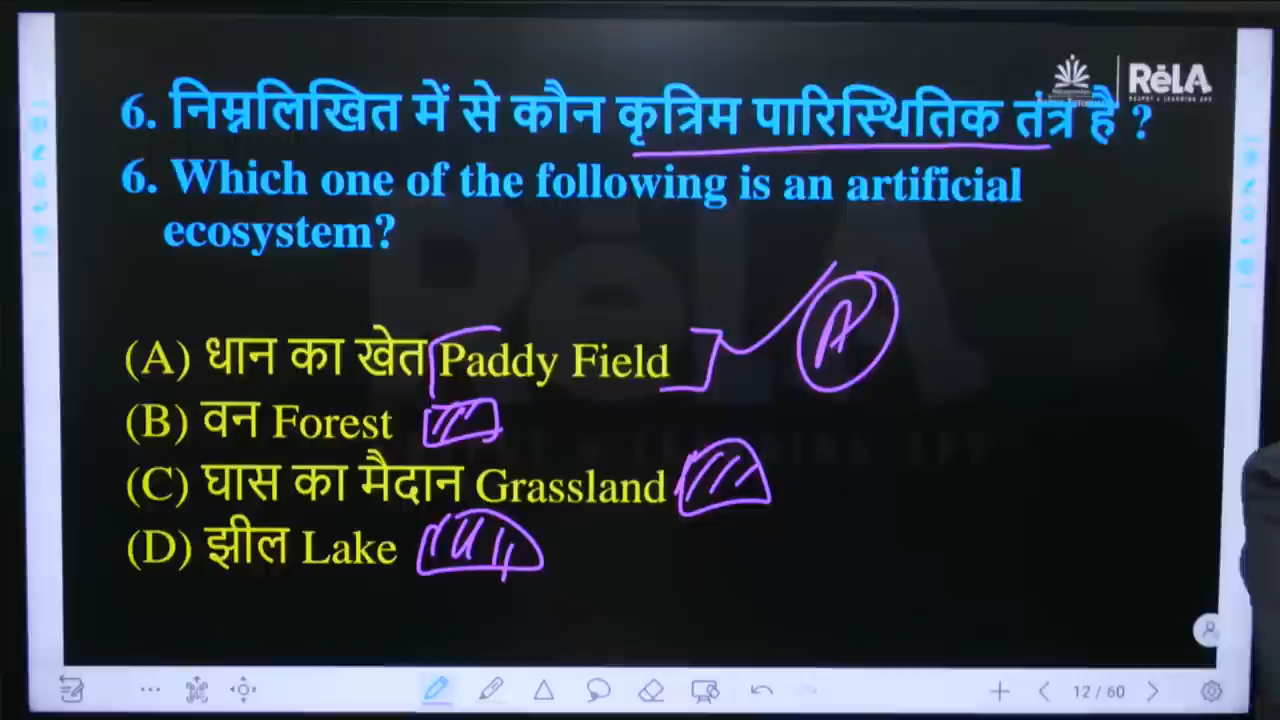 RēLA
6. निम्नलिखित में से कौन कृत्रिम पारिस्थितिक तंत्र है ?
6. Which one of the following is an artificial
ecosystem?
(A) धान का खेत Paddy Field
A
(B) वन Forest
(C) घास का मैदान Grassland
(D) झील Lake
12 / 60